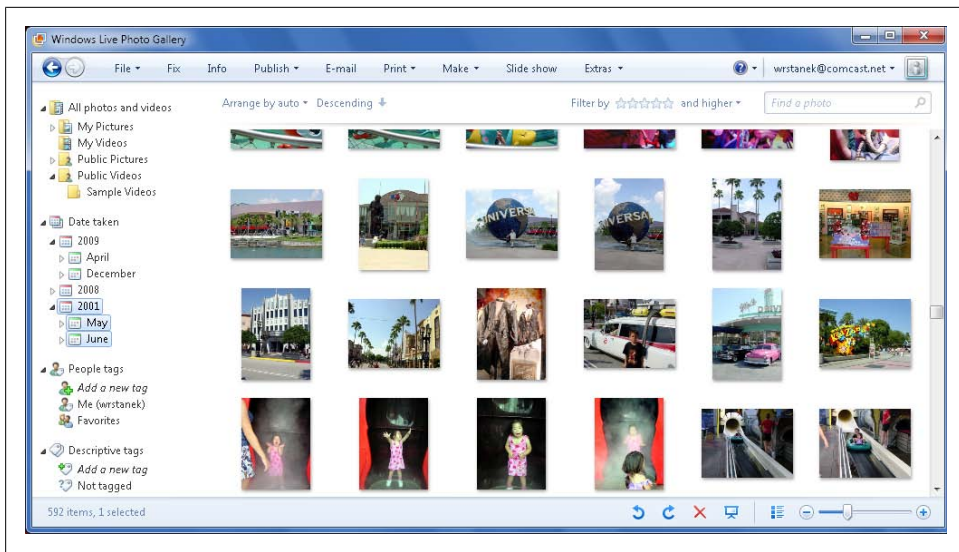 Windows Live Photo Gallery
File Fix Info Publish E-mail Print Make Slide show Extras wrstanek@comcast.net
Arrange by auto Descending Filter by and higher Find a photo
All photos and videos
My Pictures
My Videos
Public Pictures
Public Videos
Sample Videos
Date taken
2009
April
December
2008
2001
May
June
People tags
Add a new tag
Me (wrstanek)
Favorites
Descriptive tags
Add a new tag
Not tagged
UNIVERSAL
VERSAL
592 items, 1 selected